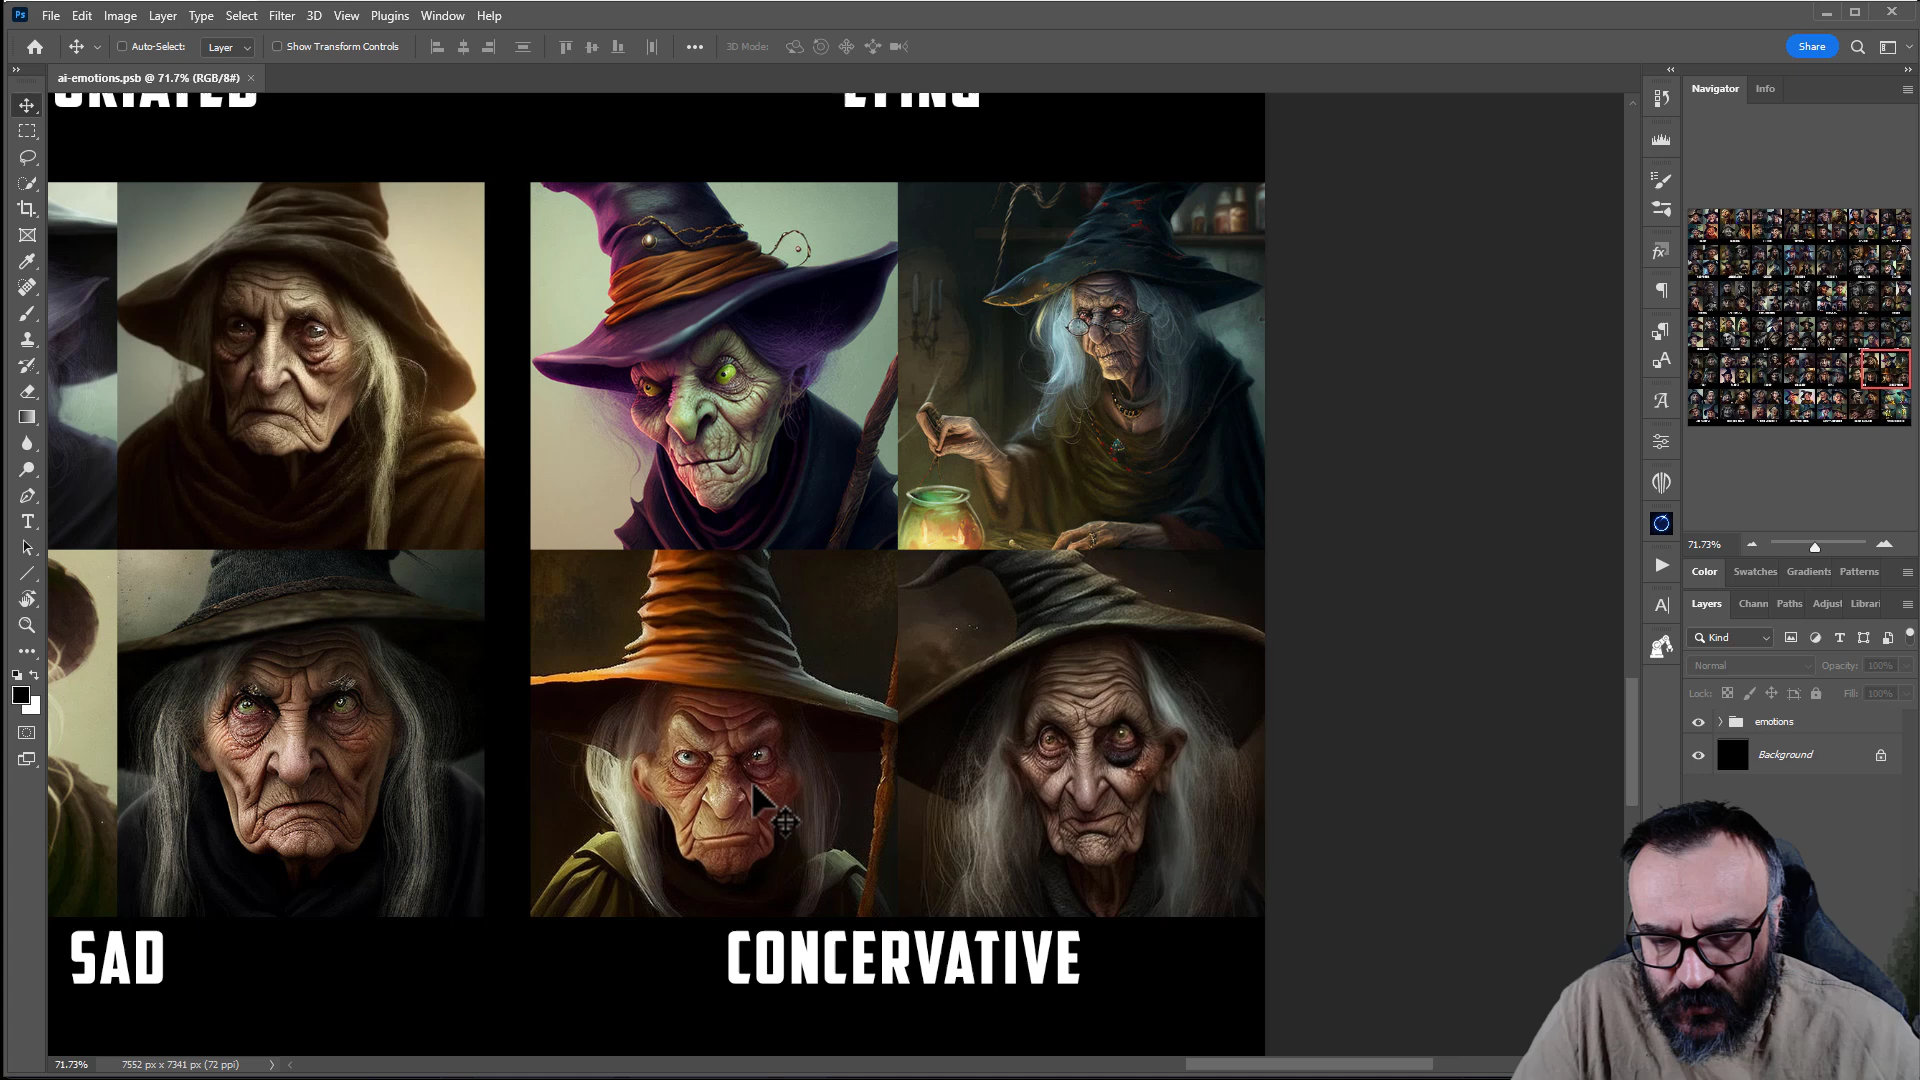 Ps File Edit Image Layer Type Select Filter 3D View Plugins Window Help
Auto-Select: Layer Show Transform Controls 3D Mode: Share
ai-emotions.psb @ 71.7% (RGB/8#)
Navigator Info
71.73%
Color Swatches Gradients Patterns
Layers Chann Paths Adjust Librari
Kind
Normal Opacity: 100%
Lock: Fill: 100%
emotions
Background
SAD
CONCERVATIVE
71.73% 7552 px x 7341 px (72 ppi)